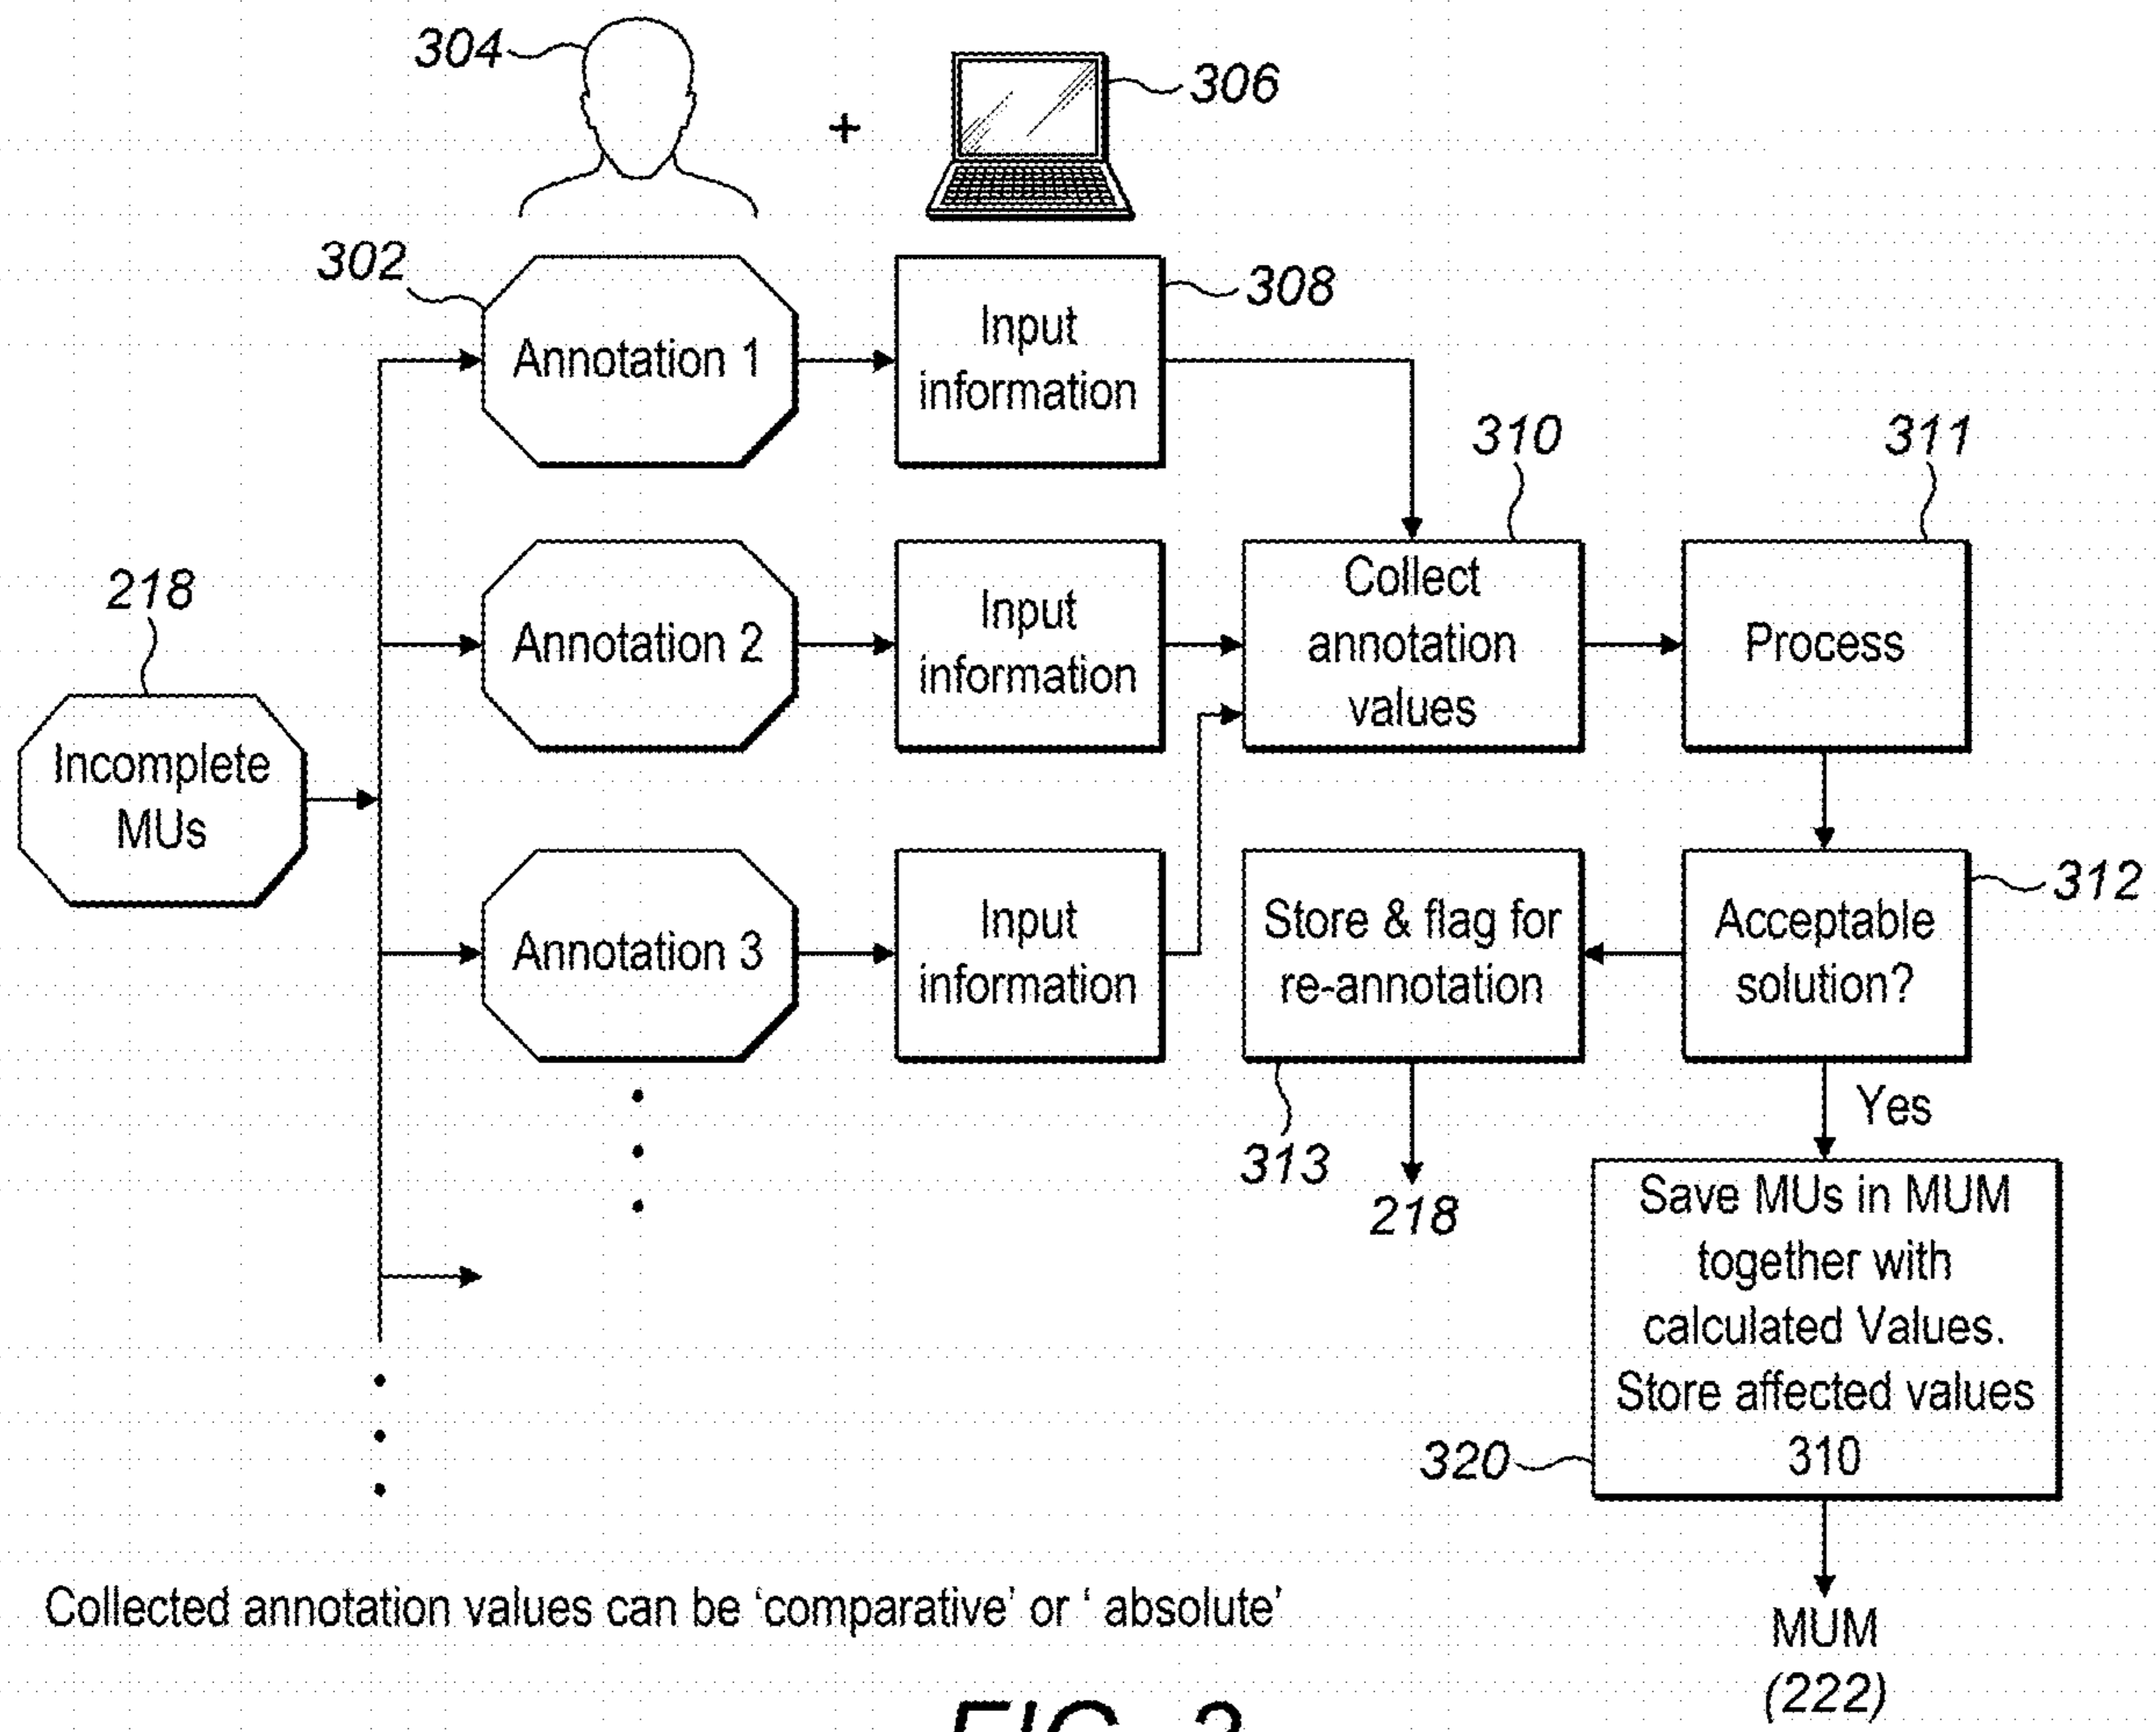 304
+
306
302
Annotation 1
Input
information
308
310
311
218
Annotation 2
Input
information
Collect
annotation
values
Process
Incomplete
MUs
Annotation 3
Input
information
Store & flag for
re-annotation
Acceptable
solution?
312
Yes
313
218
Save MUs in MUM
together with
calculated Values.
Store affected values
310
320
Collected annotation values can be 'comparative' or ' absolute'
MUM
(222)